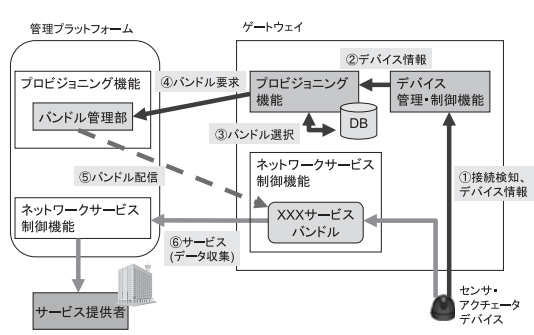 管理プラットフォーム
ゲートウェイ
②デバイス情報
プロビジョニング機能
④バンドル要求
プロビジョニング
機能
デバイス
管理・制御機能
バンドル管理部
DB
③バンドル選択
⑤バンドル配信
ネットワークサービス
制御機能
①接続検知、
デバイス情報
ネットワークサービス
制御機能
XXXサービス
バンドル
⑥サービス
(データ収集)
サービス提供者
センサ・
アクチェータ
デバイス